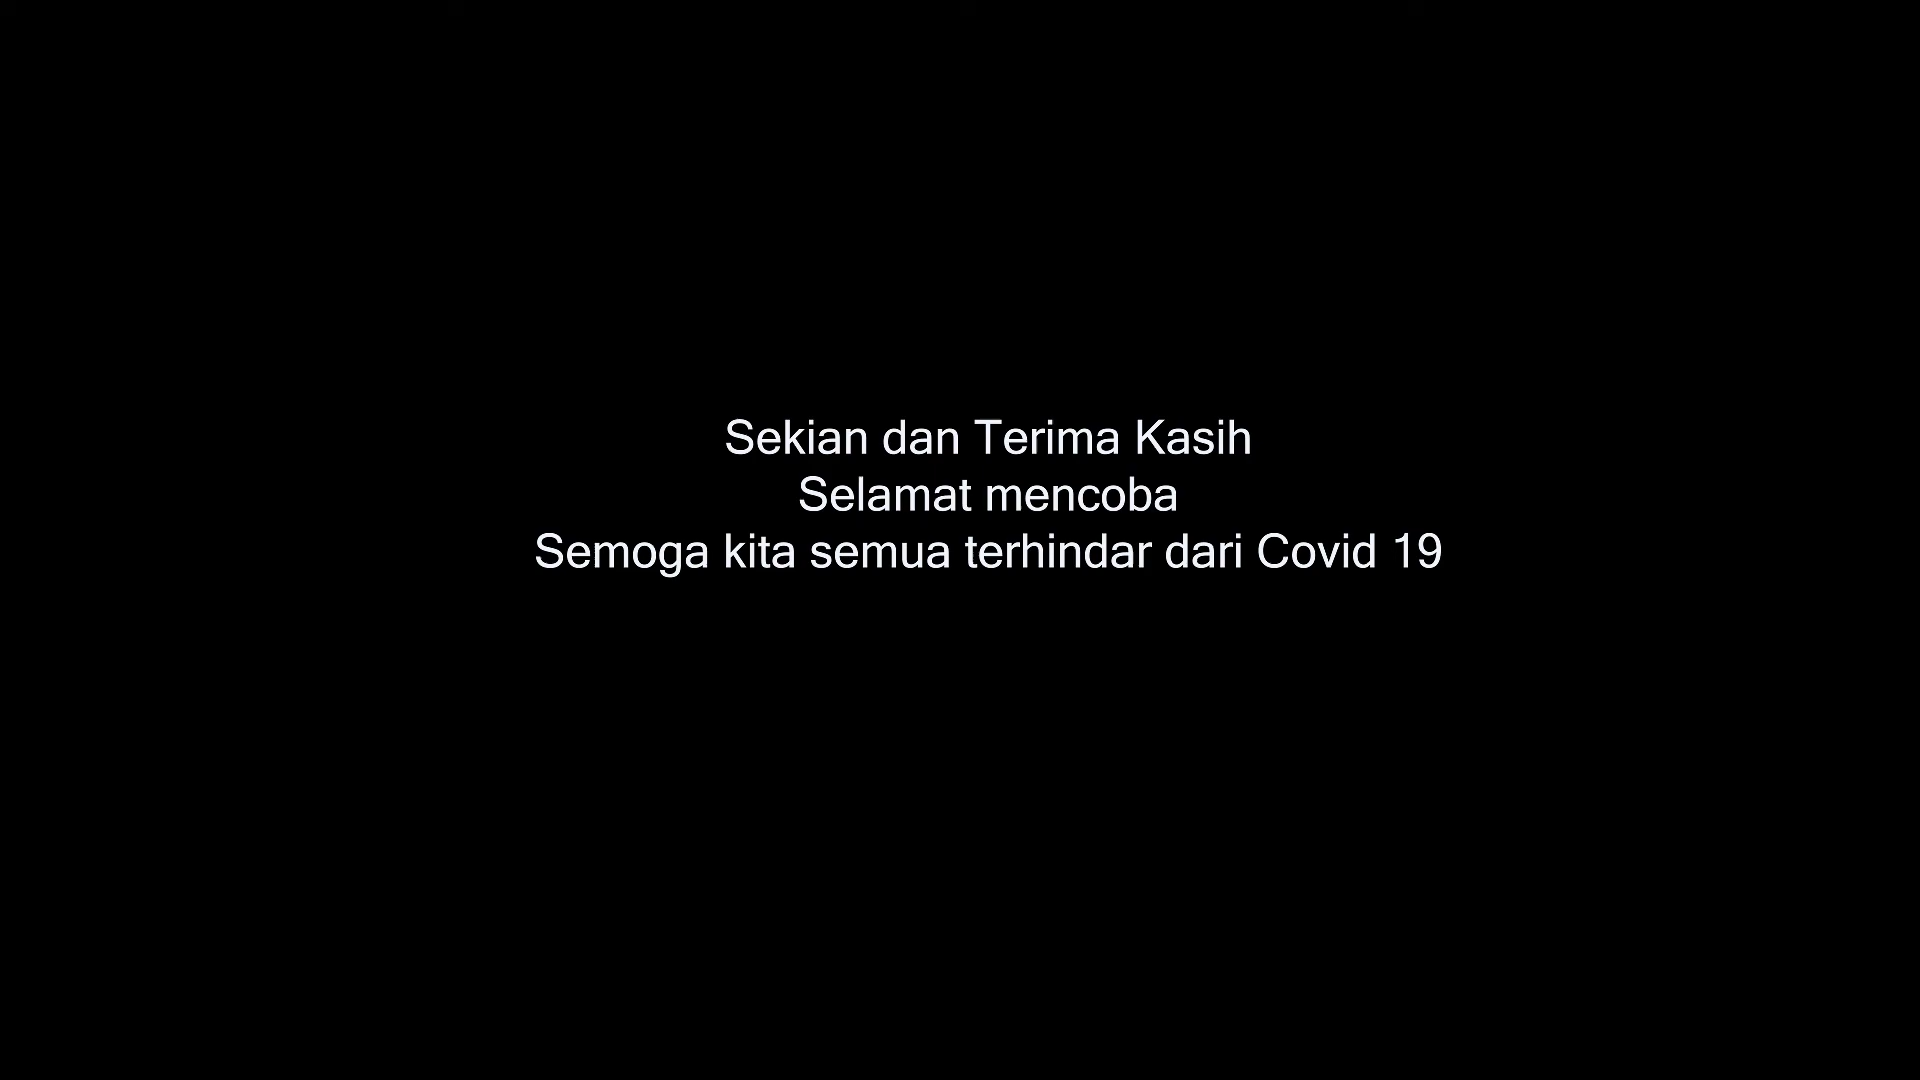 Sekian dan Terima Kasih
Selamat mencoba
Semoga kita semua terhindar dari Covid 19